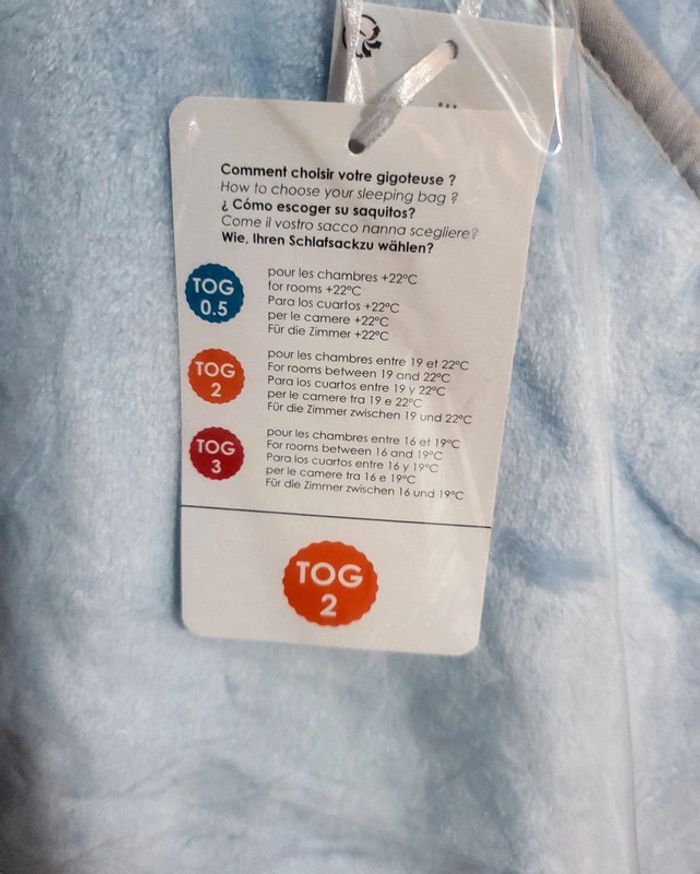 Comment choisir votre gigoteuse ?
How to choose your sleeping bag ?
¿ Cómo escoger su saquitos?
Come il vostro sacco nanna scegliere?
Wie, Ihren Schlafsackzu wählen?
TOG
0.5
pour les chambres +22°C
for rooms +22°C
Para los cuartos +22°C
per le camere +22°C
Für die Zimmer +22°C
TOG
2
pour les chambres entre 19 et 22°C
For rooms between 19 and 22°C
Para los cuartos entre 19 y 22°C
per le camere tra 19 e 22°C
Für die Zimmer zwischen 19 und 22°C
TOG
3
pour les chambres entre 16 et 19°C
For rooms between 16 and 19°C
Para los cuartos entre 16 y 19°C
per le camere tra 16 e 19°C
Für die Zimmer zwischen 16 und 19°C
TOG
2